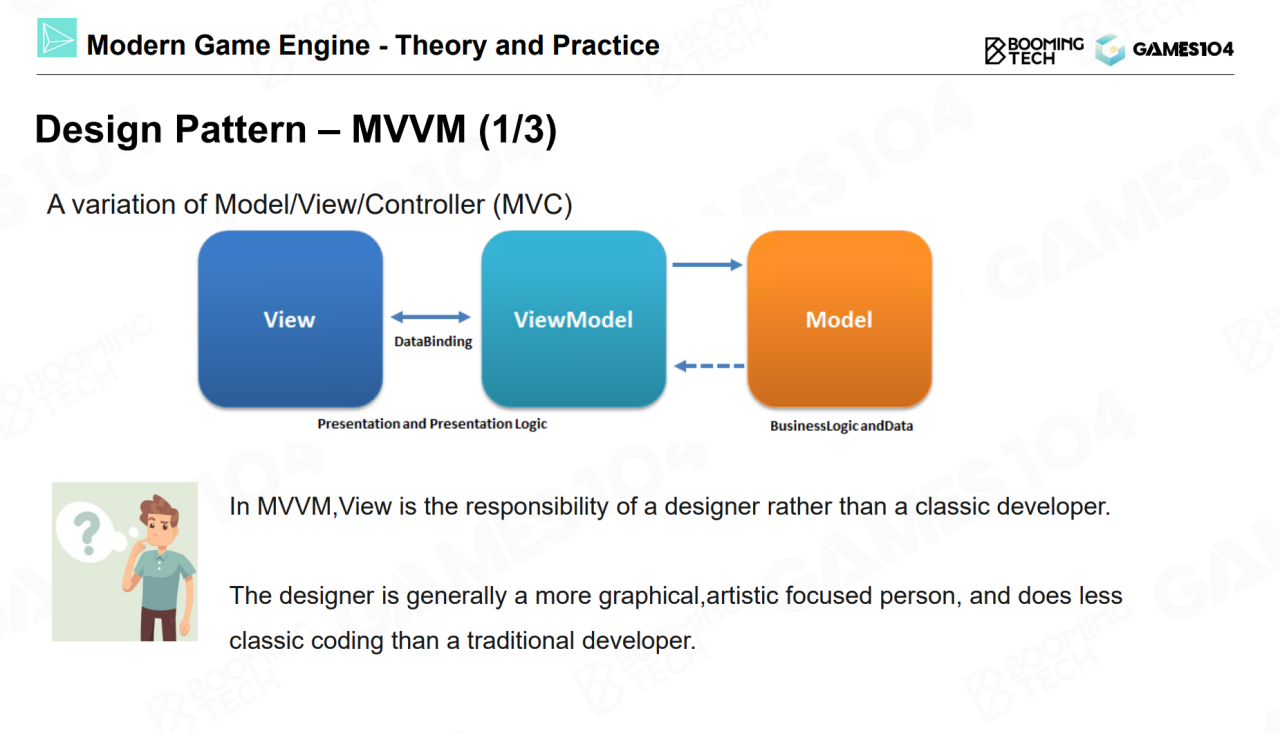 Modern Game Engine - Theory and Practice
BOOMING
TECH
GAMES104
Design Pattern – MVVM (1/3)
A variation of Model/View/Controller (MVC)
View
DataBinding
ViewModel
Model
Presentation and Presentation Logic
BusinessLogic andData
?
In MVVM,View is the responsibility of a designer rather than a classic developer.
The designer is generally a more graphical,artistic focused person, and does less
classic coding than a traditional developer.